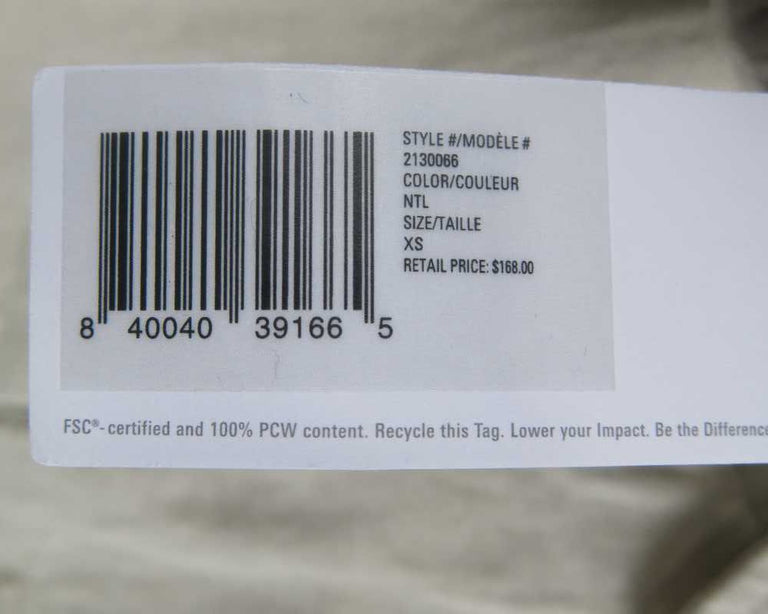 STYLE #/MODÈLE #
2130066
COLOR/COULEUR
NTL
SIZE/TAILLE
XS
RETAIL PRICE: $168.00
8 40040 39166 5
FSC®-certified and 100% PCW content. Recycle this Tag. Lower your Impact. Be the Difference